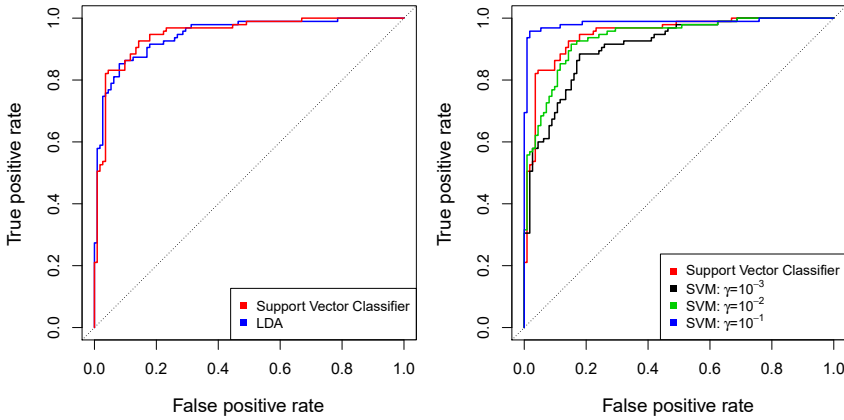 True positive rate
1.0
0.8
0.6
0.4
0.2
0.0
Support Vector Classifier
LDA
0.0 0.2 0.4 0.6 0.8 1.0
False positive rate
True positive rate
1.0
0.8
0.6
0.4
0.2
0.0
Support Vector Classifier
SVM: γ=10⁻³
SVM: γ=10⁻²
SVM: γ=10⁻¹
0.0 0.2 0.4 0.6 0.8 1.0
False positive rate